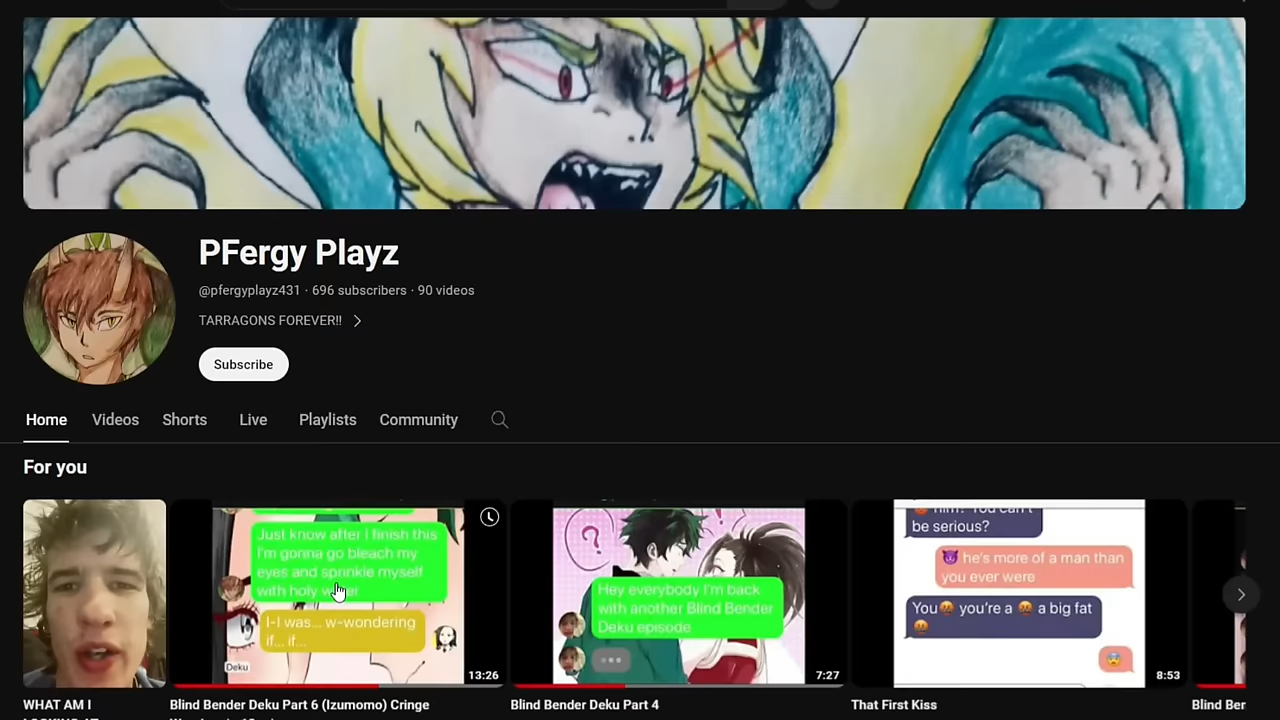 PFergy Playz
@pfergyplayz431 · 696 subscribers · 90 videos
TARRAGONS FOREVER!!
Subscribe
Home Videos Shorts Live Playlists Community
For you
Just know after I finish this
I'm gonna go bleach my
eyes and sprinkle myself
with holy
I-I was... w-wondering
if... if...
Deku
13:26
Hey everybody I'm back
with another Blind Bender
Deku episode
7:27
him? You can't
be serious?
he's more of a man than
you ever were
You😡 you're a 😡 a big fat
😡
8:53
WHAT AM I
Blind Bender Deku Part 6 (Izumomo) Cringe
Blind Bender Deku Part 4
That First Kiss
Blind Ber